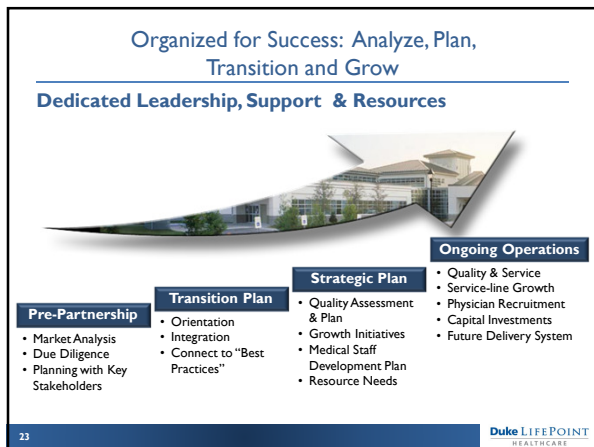 Organized for Success: Analyze, Plan,
Transition and Grow
Dedicated Leadership, Support & Resources
Pre-Partnership
• Market Analysis
• Due Diligence
• Planning with Key
Stakeholders
Transition Plan
• Orientation
• Integration
• Connect to “Best
Practices”
Strategic Plan
• Quality Assessment
& Plan
• Growth Initiatives
• Medical Staff
Development Plan
• Resource Needs
Ongoing Operations
• Quality & Service
• Service-line Growth
• Physician Recruitment
• Capital Investments
• Future Delivery System
23
Duke LIFEPOINT
HEALTHCARE